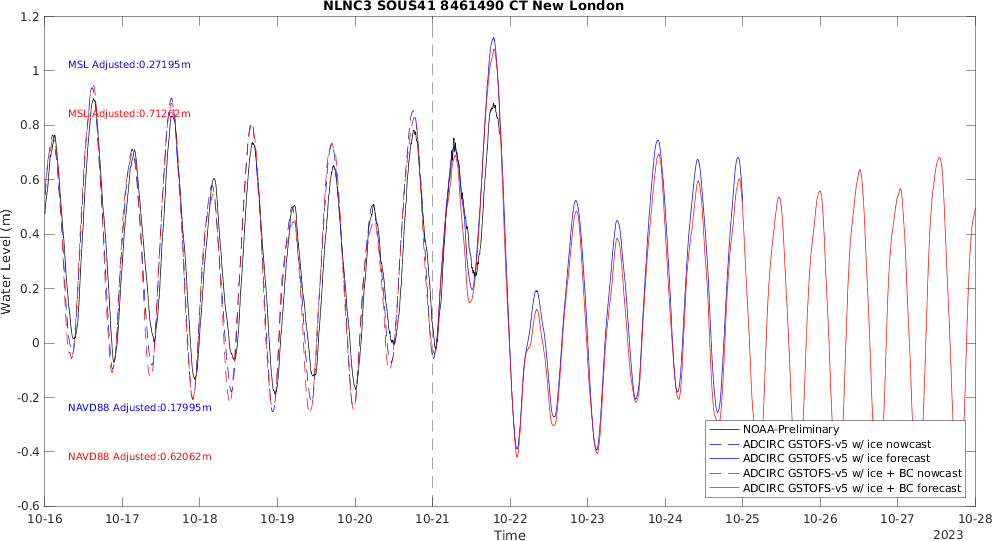 NLNC3 SOUS41 8461490 CT New London
1.2
1
0.8
0.6
0.4
0.2
0
-0.2
-0.4
-0.6
Water Level (m)
MSL Adjusted:0.27195m
MSL
NAVD88 Adjusted:0.17995m
NAVD88 Adjusted:0.62062m
NOAA-Preliminary
ADCIRC GSTOFS-v5 w/ ice nowcast
ADCIRC GSTOFS-v5 w/ ice forecast
ADCIRC GSTOFS-v5 w/ ice + BC nowcast
ADCIRC GSTOFS-v5 w/ ice + BC forecast
10-16 10-17 10-18 10-19 10-20 10-21 10-22 10-23 10-24 10-25 10-26 10-27 10-28
Time
2023